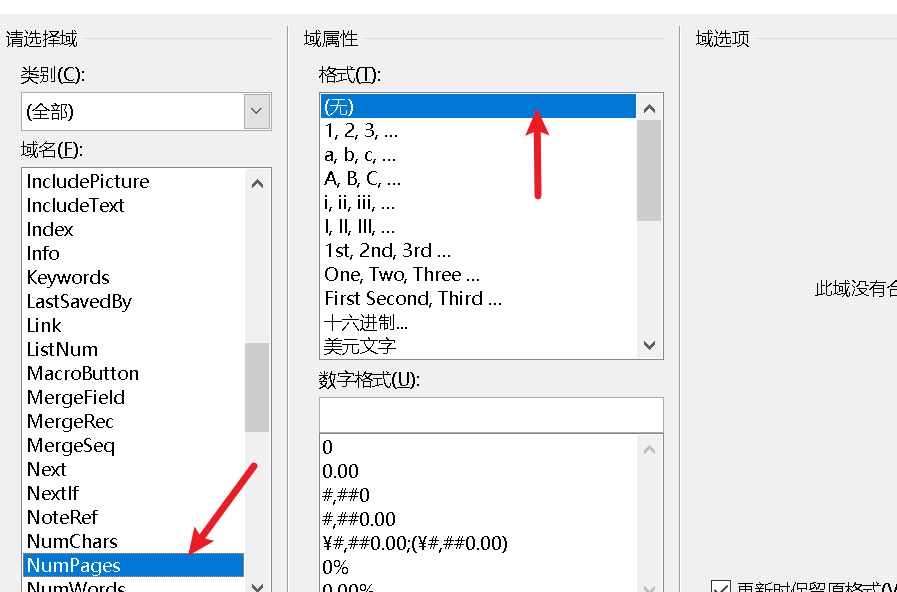 请选择域
类别(C):
(全部)
域名(F):
IncludePicture
IncludeText
Index
Info
Keywords
LastSavedBy
Link
ListNum
MacroButton
MergeField
MergeRec
MergeSeq
Next
NextIf
NoteRef
NumChars
NumPages
NumWords
域属性
格式(T):
(无)
1, 2, 3, ...
a, b, c, ...
A, B, C, ...
i, ii, iii, ...
I, II, III, ...
1st, 2nd, 3rd ...
One, Two, Three ...
First Second, Third ...
十六进制...
美元文字
数字格式(U):
0
0.00
#,##0
#,##0.00
¥#,##0.00;(¥#,##0.00)
0%
0.00%
域选项
此域没有合
更新时保留原格式(V